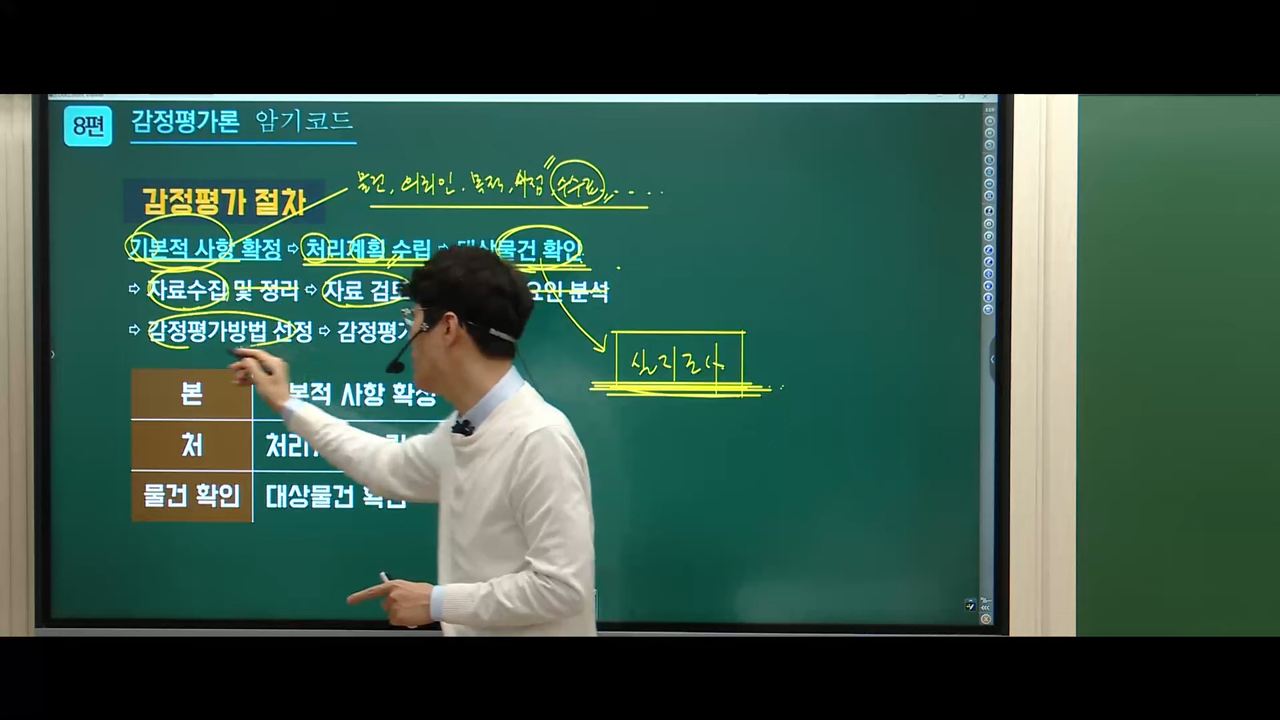 8편 감정평가론 암기코드
물건, 의뢰인, 목적, 시점 "수수료" .....
감정평가 절차
기본적 사항 확정 ⇨ 처리계획 수립 ⇨ 대상물건 확인
⇨ 자료수집 및 정리 ⇨ 자료 검토 요인 분석
⇨ 감정평가방법 선정 ⇨ 감정평가
실지조사
본 본적 사항 확정
처 처리
물건 확인 대상물건 확인